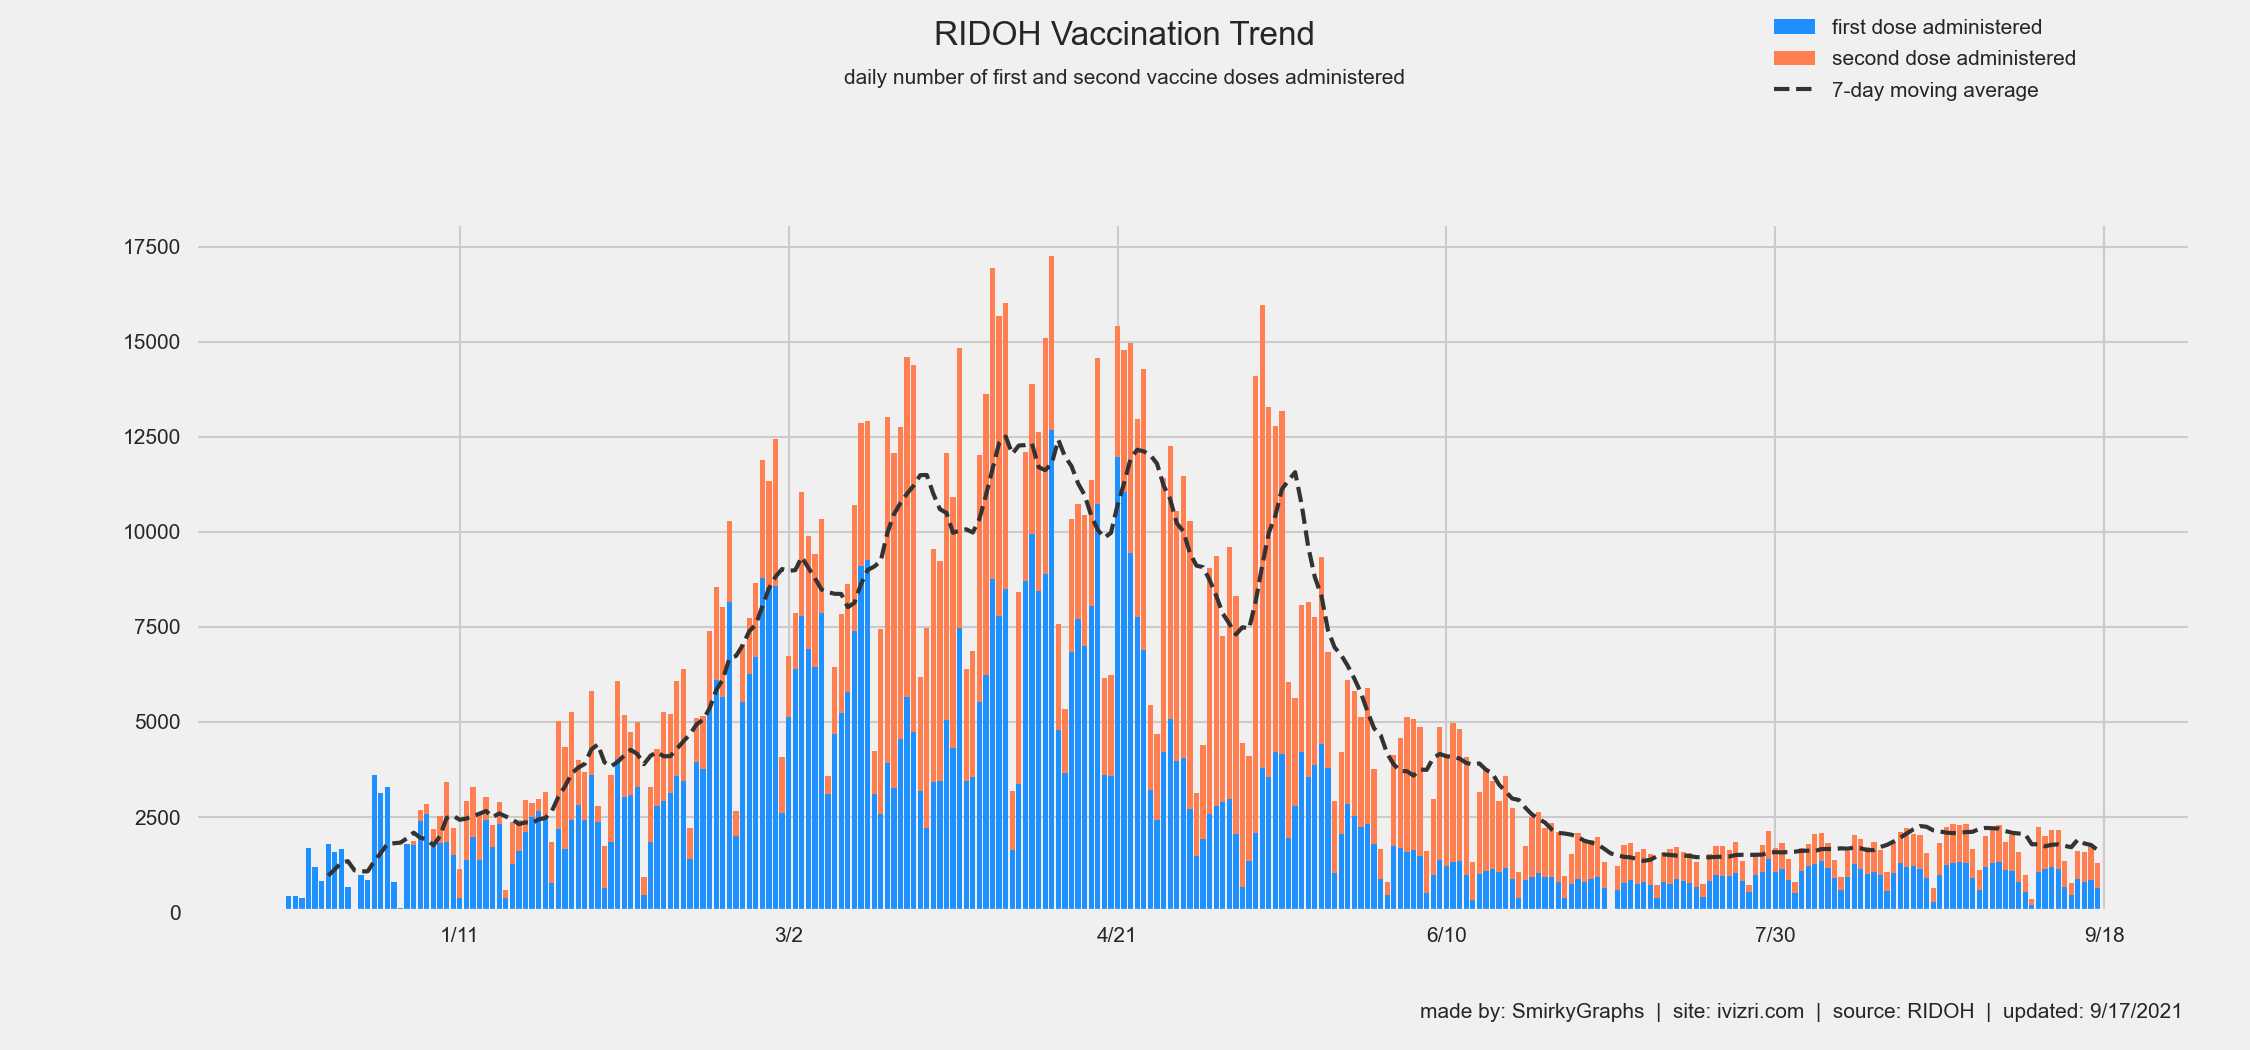 RIDOH Vaccination Trend
daily number of first and second vaccine doses administered
first dose administered
second dose administered
7-day moving average
17500
15000
12500
10000
7500
5000
2500
0
1/11
3/2
4/21
6/10
7/30
9/18
made by: SmirkyGraphs | site: ivizri.com | source: RIDOH | updated: 9/17/2021